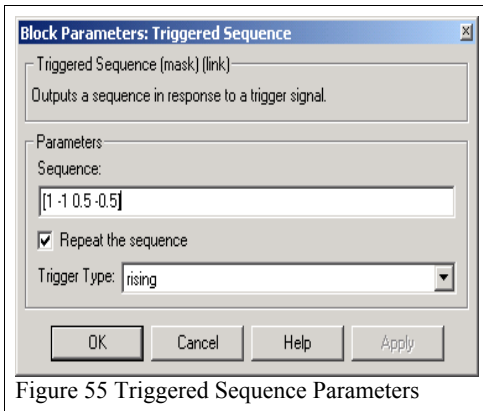 Block Parameters: Triggered Sequence
Triggered Sequence (mask) (link)
Outputs a sequence in response to a trigger signal.
Parameters
Sequence:
[1 -1 0.5 -0.5]
Repeat the sequence
Trigger Type: rising
OK Cancel Help Apply
Figure 55 Triggered Sequence Parameters